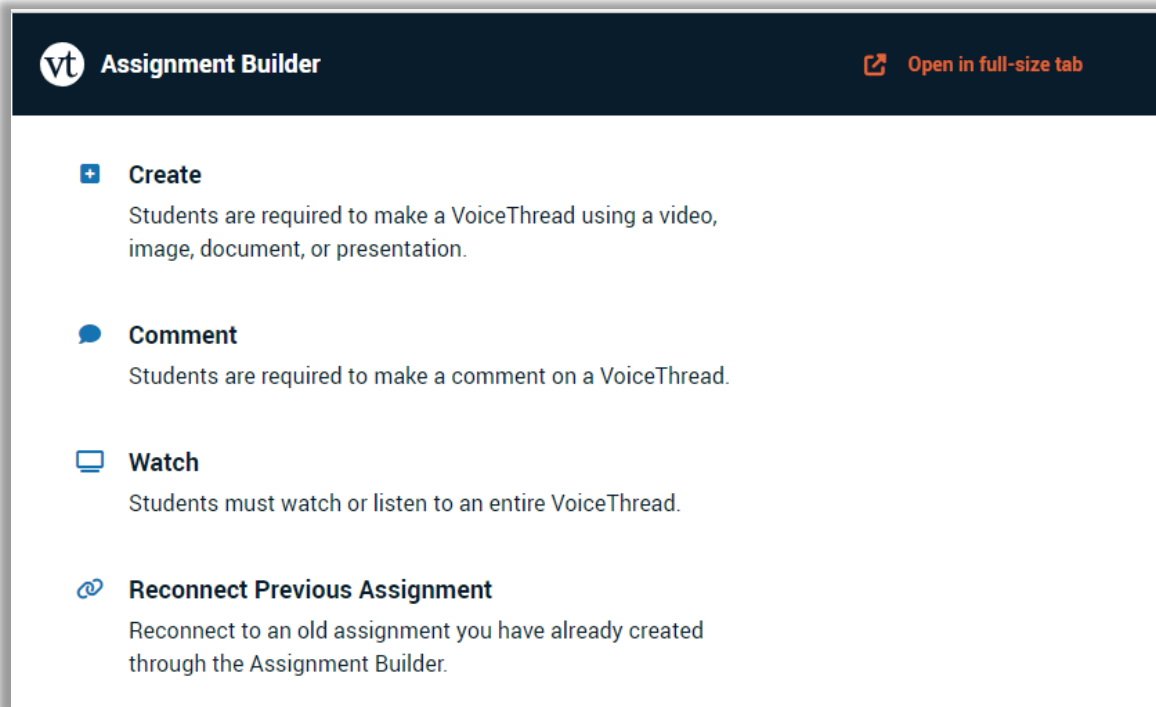 vt Assignment Builder
Open in full-size tab
Create
Students are required to make a VoiceThread using a video,
image, document, or presentation.
Comment
Students are required to make a comment on a VoiceThread.
Watch
Students must watch or listen to an entire VoiceThread.
Reconnect Previous Assignment
Reconnect to an old assignment you have already created
through the Assignment Builder.